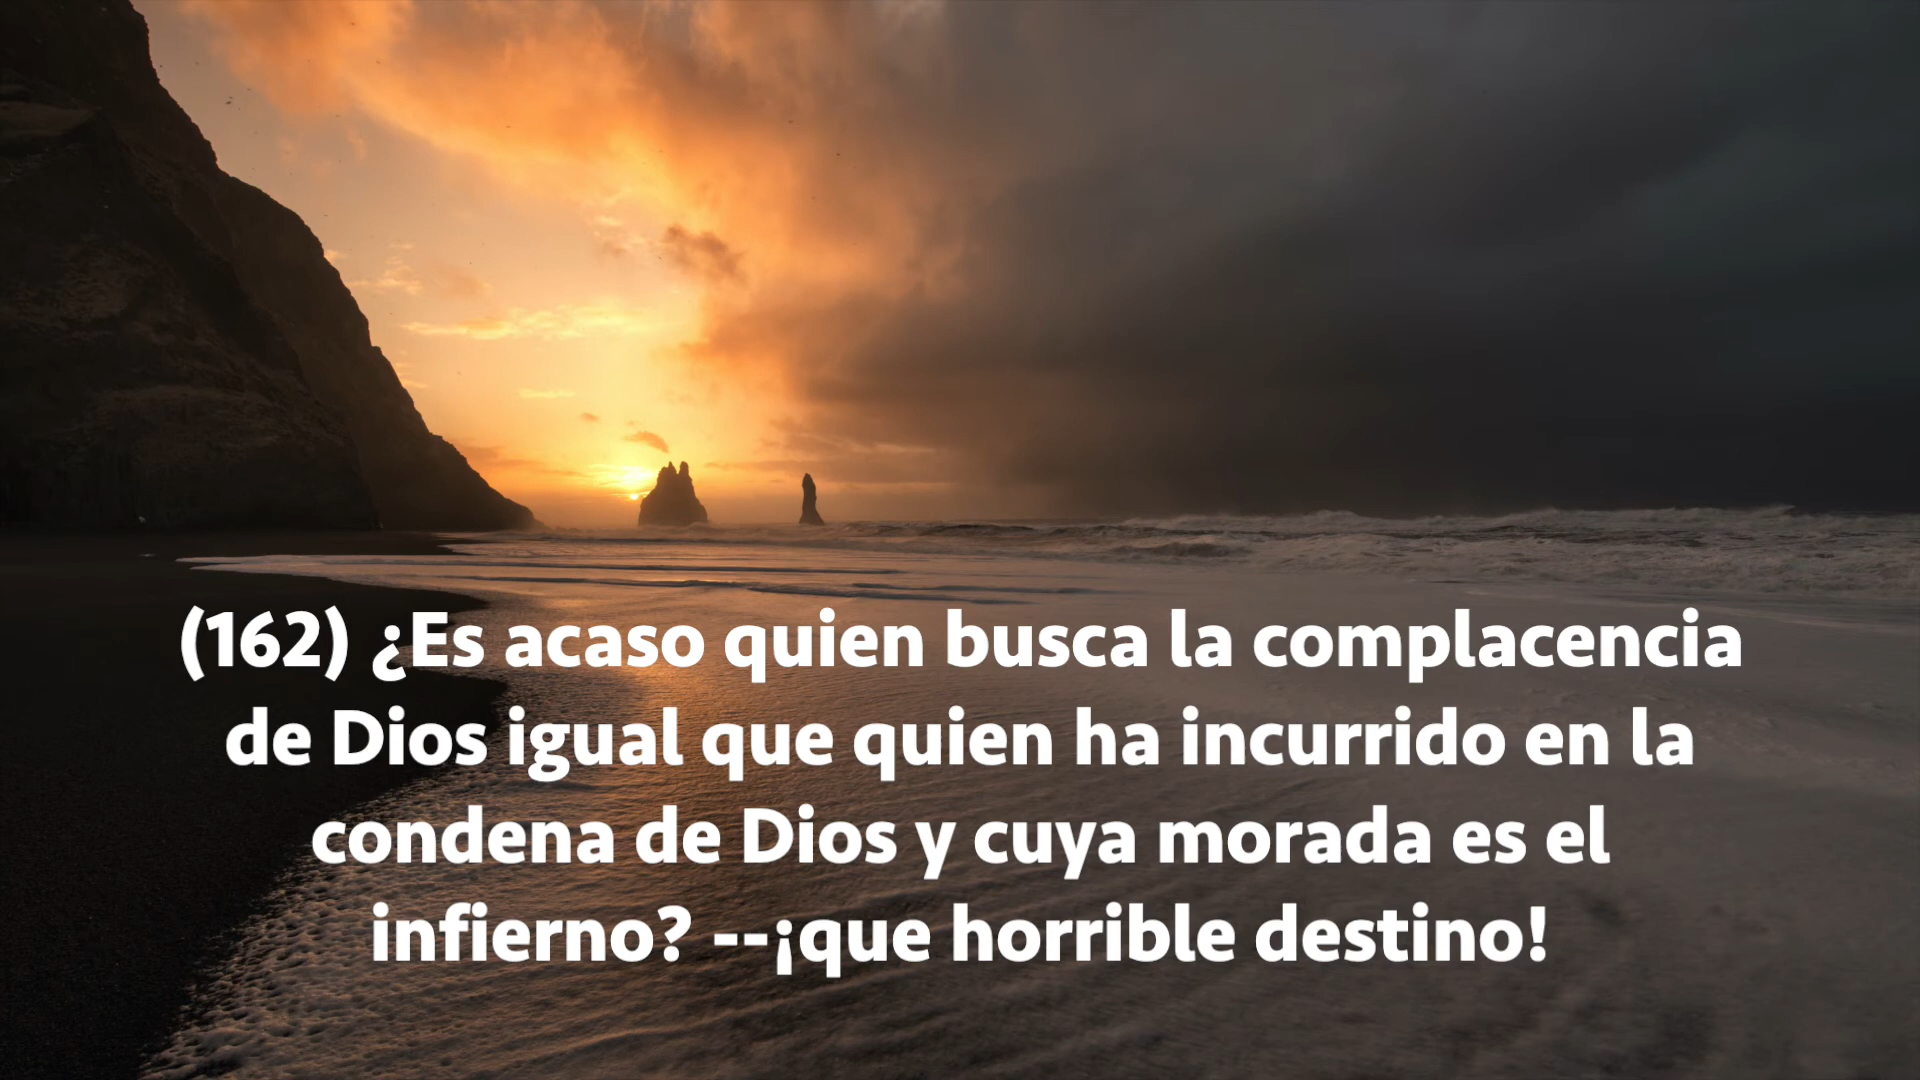 (162) ¿Es acaso quien busca la complacencia
de Dios igual que quien ha incurrido en la
condena de Dios y cuya morada es el
infierno? --¡que horrible destino!